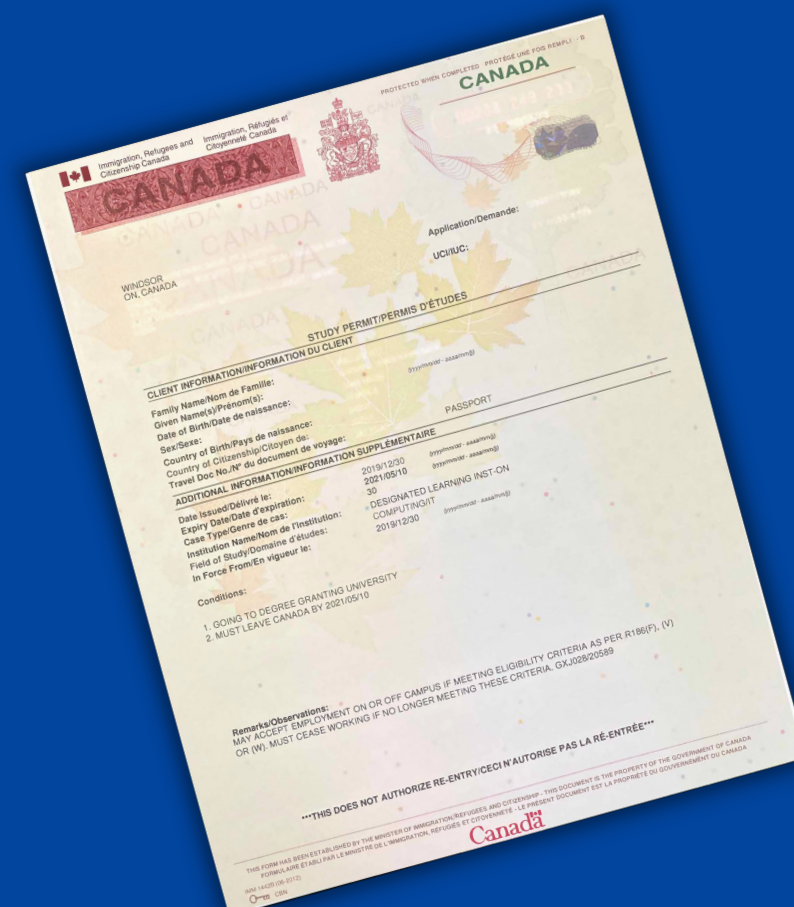 PROTECTED WHEN COMPLETED PROTÉGÉ UNE FOIS REMPLI - B
CANADA
Immigration, Refugees and Citizenship Canada
Immigration, Réfugiés et Citoyenneté Canada
CANADA
Application/Demande:
UCI/IUC:
WINDSOR
ON, CANADA
STUDY PERMIT/PERMIS D'ÉTUDES
CLIENT INFORMATION/INFORMATION DU CLIENT
Family Name/Nom de Famille:
Given Name(s)/Prénom(s):
Date of Birth/Date de naissance: (yyyy/mm/dd - aaaa/mm/jj)
Sex/Sexe:
Country of Birth/Pays de naissance:
Country of Citizenship/Citoyen de:
Travel Doc No./N° du document de voyage: PASSPORT
ADDITIONAL INFORMATION/INFORMATION SUPPLÉMENTAIRE
Date Issued/Délivré le: 2019/12/30 (yyyy/mm/dd - aaaa/mm/jj)
Expiry Date/Date d'expiration: 2021/05/10 (yyyy/mm/dd - aaaa/mm/jj)
Case Type/Genre de cas: 30
Institution Name/Nom de l'institution: DESIGNATED LEARNING INST-ON
Field of Study/Domaine d'études: COMPUTING/IT
In Force From/En vigueur le: 2019/12/30 (yyyy/mm/dd - aaaa/mm/jj)
Conditions:
1. GOING TO DEGREE GRANTING UNIVERSITY
2. MUST LEAVE CANADA BY 2021/05/10
Remarks/Observations:
MAY ACCEPT EMPLOYMENT ON OR OFF CAMPUS IF MEETING ELIGIBILITY CRITERIA AS PER R186(F), (V)
OR (W). MUST CEASE WORKING IF NO LONGER MEETING THESE CRITERIA. GXJ028/20589
***THIS DOES NOT AUTHORIZE RE-ENTRY/CECI N'AUTORISE PAS LA RÉ-ENTRÉE***
THIS FORM HAS BEEN ESTABLISHED BY THE MINISTER OF IMMIGRATION, REFUGEES AND CITIZENSHIP - THIS DOCUMENT IS THE PROPERTY OF THE GOVERNMENT OF CANADA
FORMULAIRE ÉTABLI PAR LE MINISTRE DE L'IMMIGRATION, RÉFUGIÉS ET CITOYENNETÉ - LE PRÉSENT DOCUMENT EST LA PROPRIÉTÉ DU GOUVERNEMENT DU CANADA
Canada
IMM 1442B (06-2012)
CBN